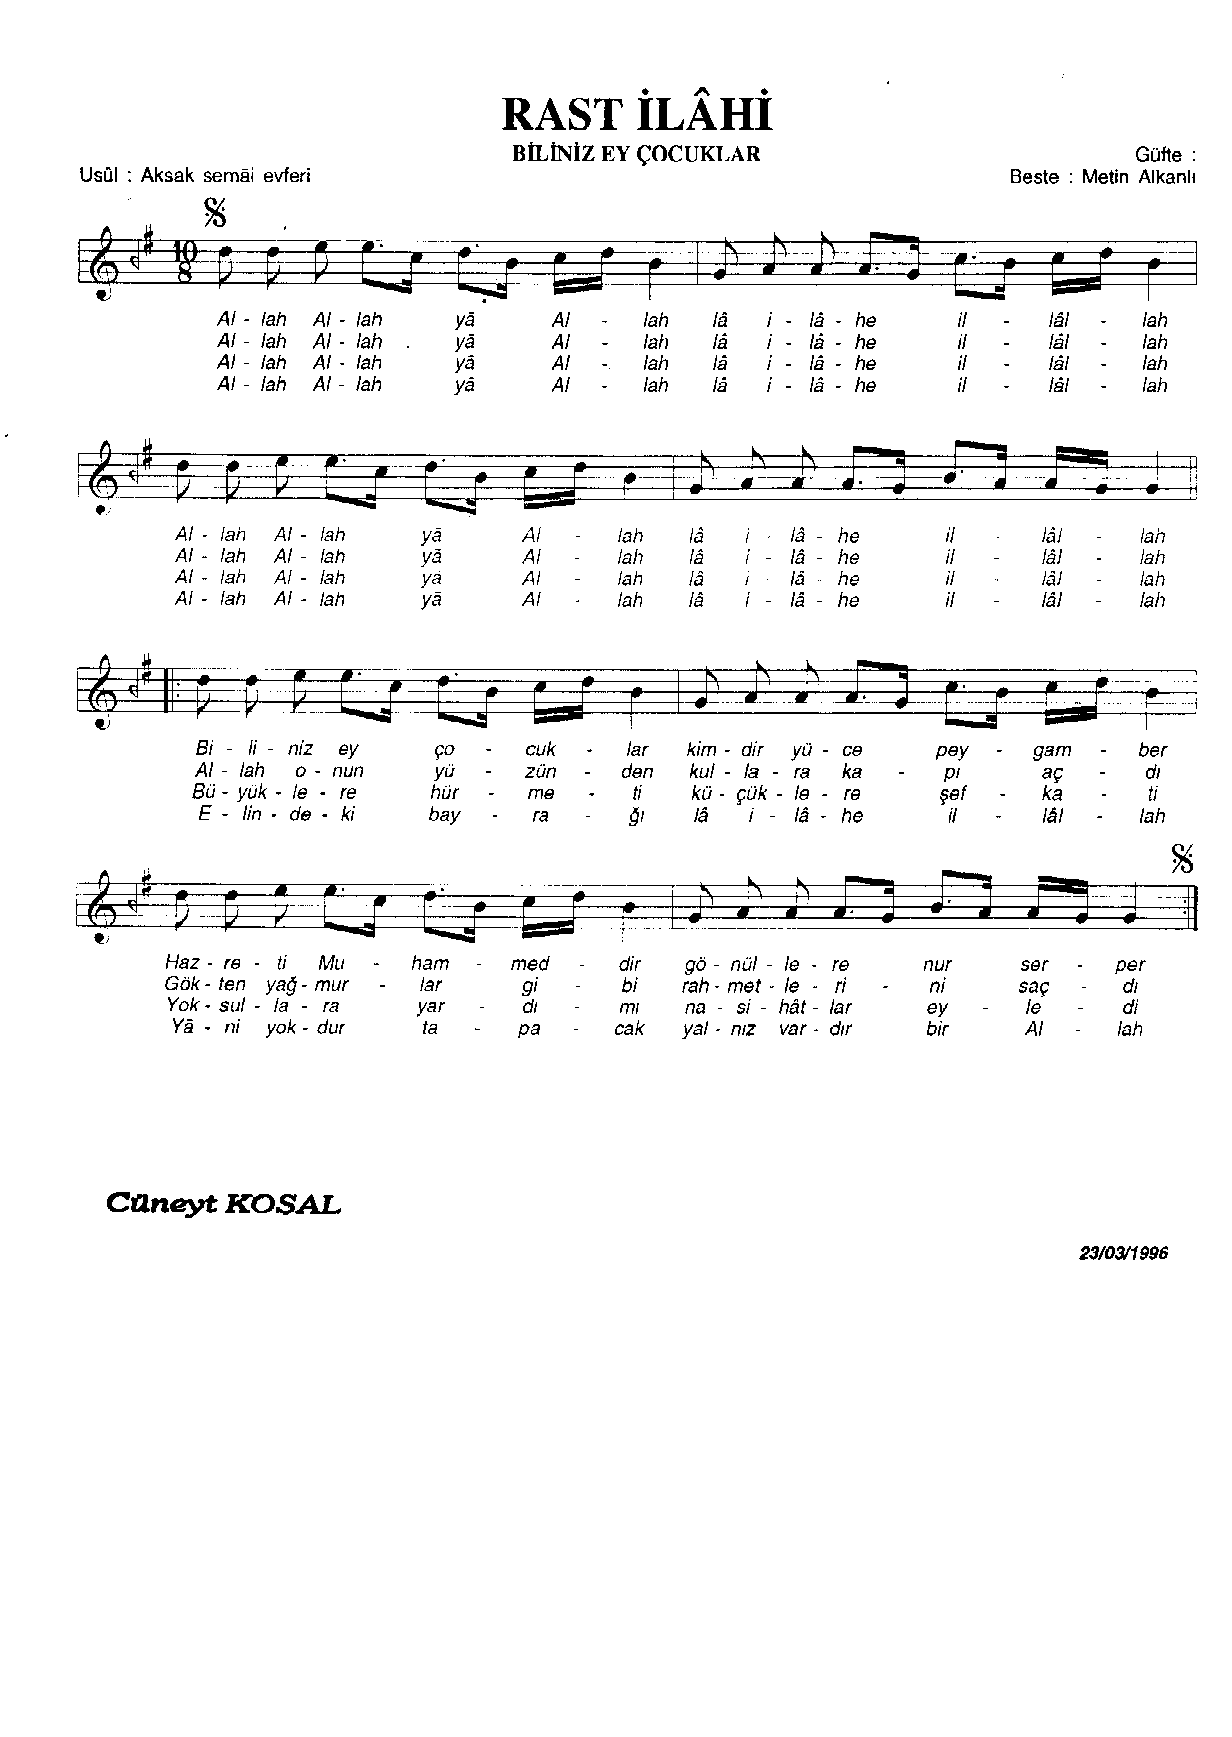 RAST İLÂHİ
BİLİNİZ EY ÇOCUKLAR
Güfte :
Usûl : Aksak semâi evferi
Beste : Metin Alkanlı
10
8
Al - lah Al - lah yâ Al - lah lâ i - lâ - he il - lâl - lah
Al - lah Al - lah yâ Al - lah lâ i - lâ - he il - lâl - lah
Al - lah Al - lah yâ Al - lah lâ i - lâ - he il - lâl - lah
Al - lah Al - lah yâ Al - lah lâ i - lâ - he il - lâl - lah
Al - lah Al - lah yâ Al - lah lâ i - lâ - he il - lâl - lah
Al - lah Al - lah yâ Al - lah lâ i - lâ - he il - lâl - lah
Al - lah Al - lah yâ Al - lah lâ i - lâ - he il - lâl - lah
Al - lah Al - lah yâ Al - lah lâ i - lâ - he il - lâl - lah
Bi - li - niz ey ço - cuk - lar kim - dir yü - ce pey - gam - ber
Al - lah o - nun yü - zün - den kul - la - ra ka - pı aç - dı
Bü - yük - le - re hür - me - ti kü - çük - le - re şef - ka - ti
E - lin - de - ki bay - ra - ğı lâ i - lâ - he il - lâl - lah
Haz - re - ti Mu - ham - med - dir gö - nül - le - re nur ser - per
Gök - ten yağ - mur - lar gi - bi rah - met - le - ri - ni saç - dı
Yok - sul - la - ra yar - dı - mı na - si - hât - lar ey - le - di
Yâ - ni yok - dur ta - pa - cak yal - nız var - dır bir Al - lah
Cüneyt KOSAL
23/03/1996